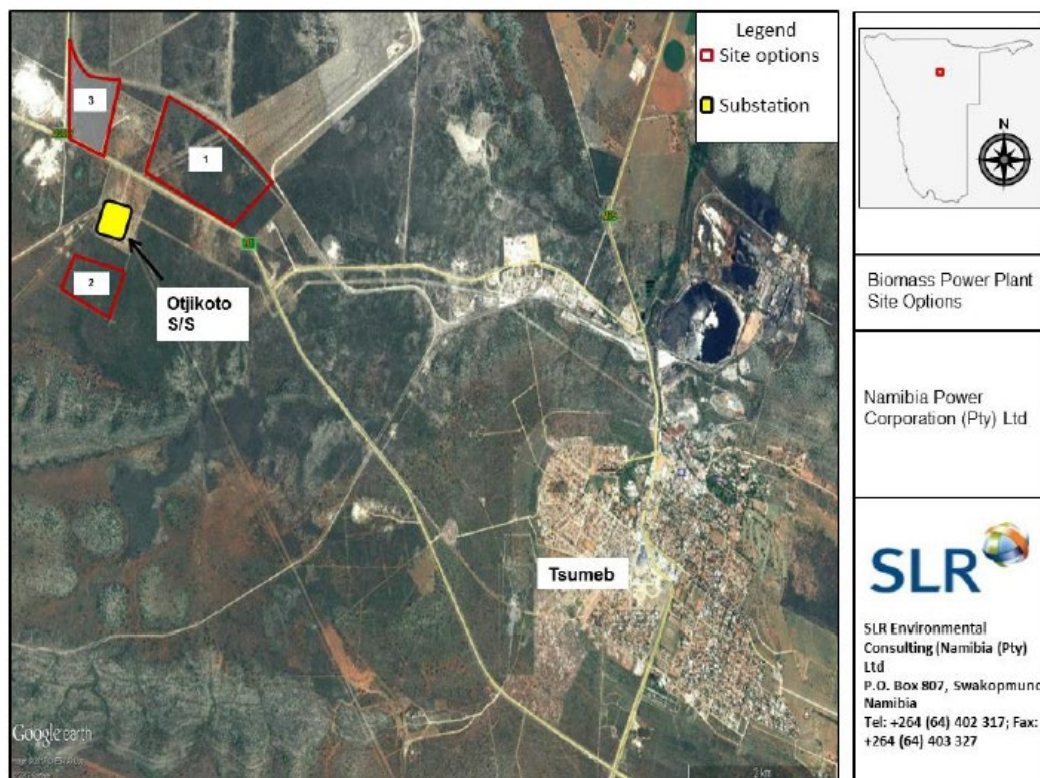 Legend
Site options
Substation
3
1
2
Otjikoto
S/S
Tsumeb
Google earth
2 km
N
Biomass Power Plant
Site Options
Namibia Power
Corporation (Pty) Ltd
SLR
SLR Environmental
Consulting (Namibia (Pty)
Ltd
P.O. Box 807, Swakopmund
Namibia
Tel: +264 (64) 402 317; Fax:
+264 (64) 403 327